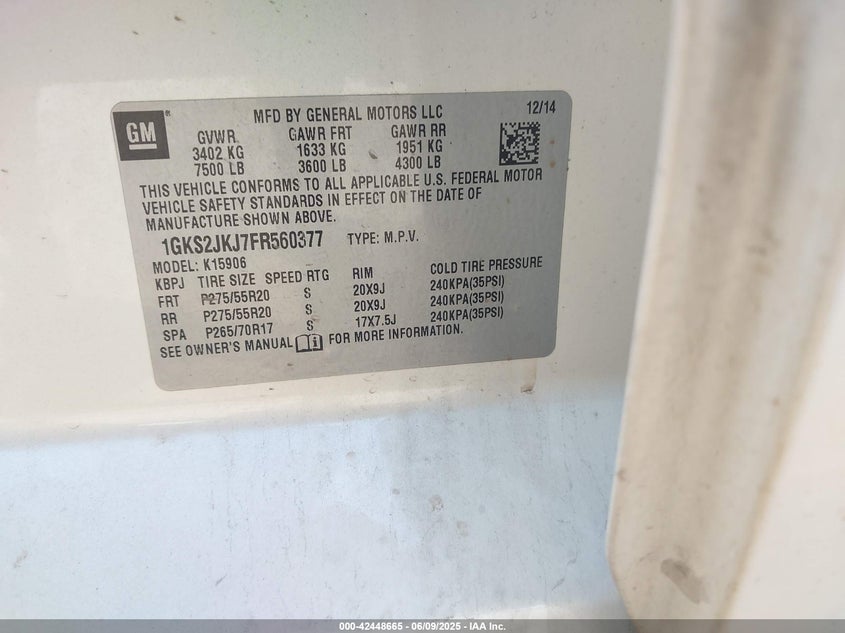 GM ® MFD BY GENERAL MOTORS LLC 12/14
GVWR GAWR FRT GAWR RR
3402 KG 1633 KG 1951 KG
7500 LB 3600 LB 4300 LB
THIS VEHICLE CONFORMS TO ALL APPLICABLE U.S. FEDERAL MOTOR
VEHICLE SAFETY STANDARDS IN EFFECT ON THE DATE OF
MANUFACTURE SHOWN ABOVE.
1GKS2JKJ7FR560377 TYPE: M.P.V.
MODEL: K15906
KBPJ TIRE SIZE SPEED RTG RIM COLD TIRE PRESSURE
FRT P275/55R20 S 20X9J 240KPA(35PSI)
RR P275/55R20 S 20X9J 240KPA(35PSI)
SPA P265/70R17 S 17X7.5J 240KPA(35PSI)
SEE OWNER'S MANUAL i FOR MORE INFORMATION.
000-42448665 - 06/09/2025 - IAA Inc.